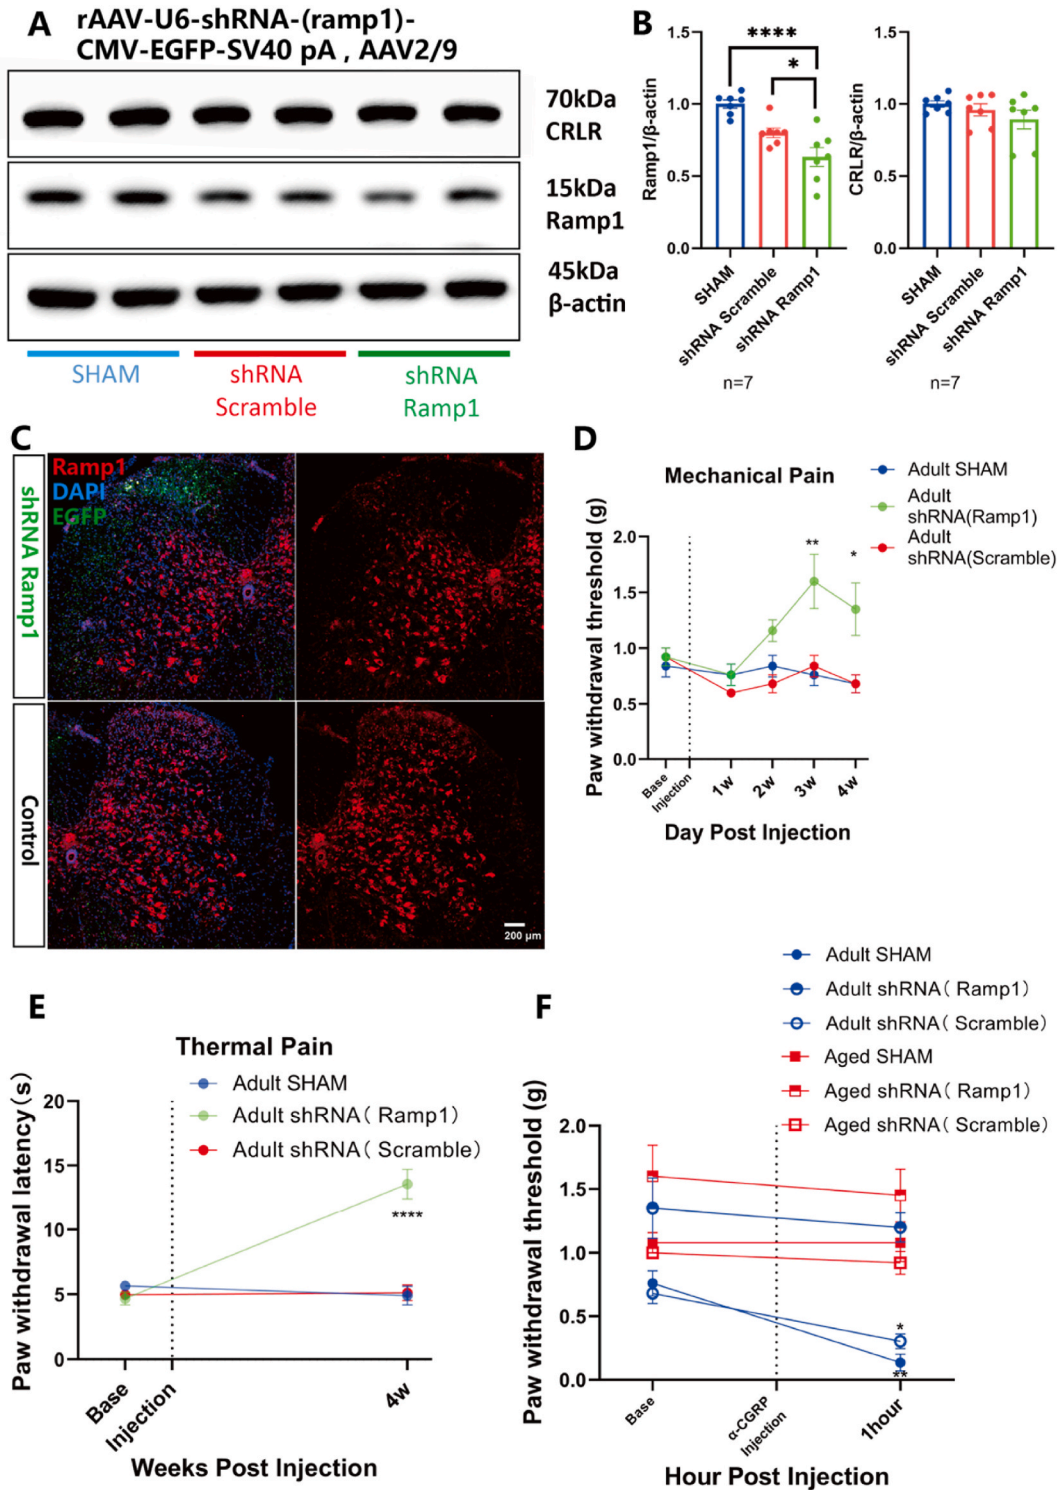 A
rAAV-U6-shRNA-(ramp1)-
CMV-EGFP-SV40 pA , AAV2/9
70kDa
CRLR
15kDa
Ramp1
45kDa
β-actin
SHAM
shRNA
Scramble
shRNA
Ramp1
B
Ramp1/β-actin
1.5
1.0
0.5
0.0
****
*
SHAM
shRNA Scramble
shRNA Ramp1
n=7
CRLR/β-actin
1.5
1.0
0.5
0.0
SHAM
shRNA Scramble
shRNA Ramp1
n=7
C
shRNA Ramp1
Ramp1
DAPI
EGFP
Control
200 μm
D
Mechanical Pain
Adult SHAM
Adult
shRNA(Ramp1)
Adult
shRNA(Scramble)
Paw withdrawal threshold (g)
2.0
1.5
1.0
0.5
0.0
**
*
Base
Injection
1w
2w
3w
4w
Day Post Injection
E
Thermal Pain
Adult SHAM
Adult shRNA( Ramp1)
Adult shRNA( Scramble)
Paw withdrawal latency(s)
20
15
10
5
0
****
Base
Injection
4w
Weeks Post Injection
F
Adult SHAM
Adult shRNA( Ramp1)
Adult shRNA( Scramble)
Aged SHAM
Aged shRNA( Ramp1)
Aged shRNA( Scramble)
Paw withdrawal threshold (g)
2.0
1.5
1.0
0.5
0.0
*
**
Base
α-CGRP
Injection
1hour
Hour Post Injection